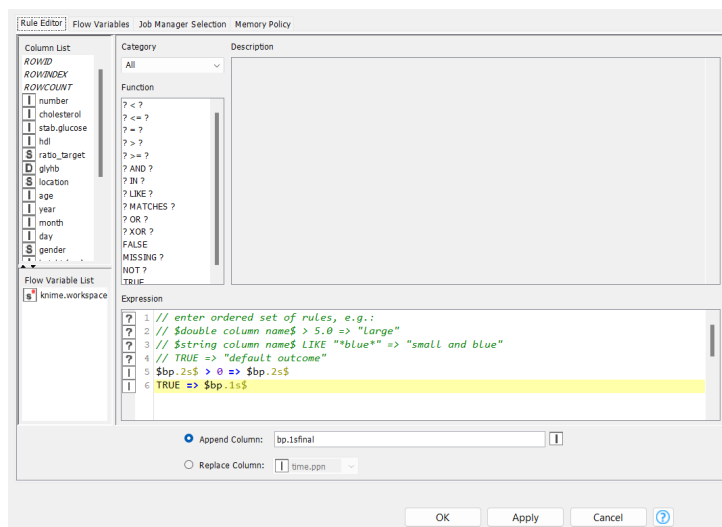 Rule Editor Flow Variables Job Manager Selection Memory Policy
Column List
ROWID
ROWINDEX
ROWCOUNT
I number
I cholesterol
I stab.glucose
I hdl
S ratio_target
D glyhb
S location
I age
I year
I month
I day
S gender
Flow Variable List
s knime.workspace
Category
All
Function
? < ?
? <= ?
? = ?
? > ?
? >= ?
? AND ?
? IN ?
? LIKE ?
? MATCHES ?
? OR ?
? XOR ?
FALSE
MISSING ?
NOT ?
TRUE
Description
Expression
? 1 // enter ordered set of rules, e.g.:
? 2 // $double column name$ > 5.0 => "large"
? 3 // $string column name$ LIKE "*blue*" => "small and blue"
? 4 // TRUE => "default outcome"
I 5 $bp.2s$ > 0 => $bp.2s$
I 6 TRUE => $bp.1s$
Append Column: bp.1sfinal I
Replace Column: I time.ppn
OK Apply Cancel ?